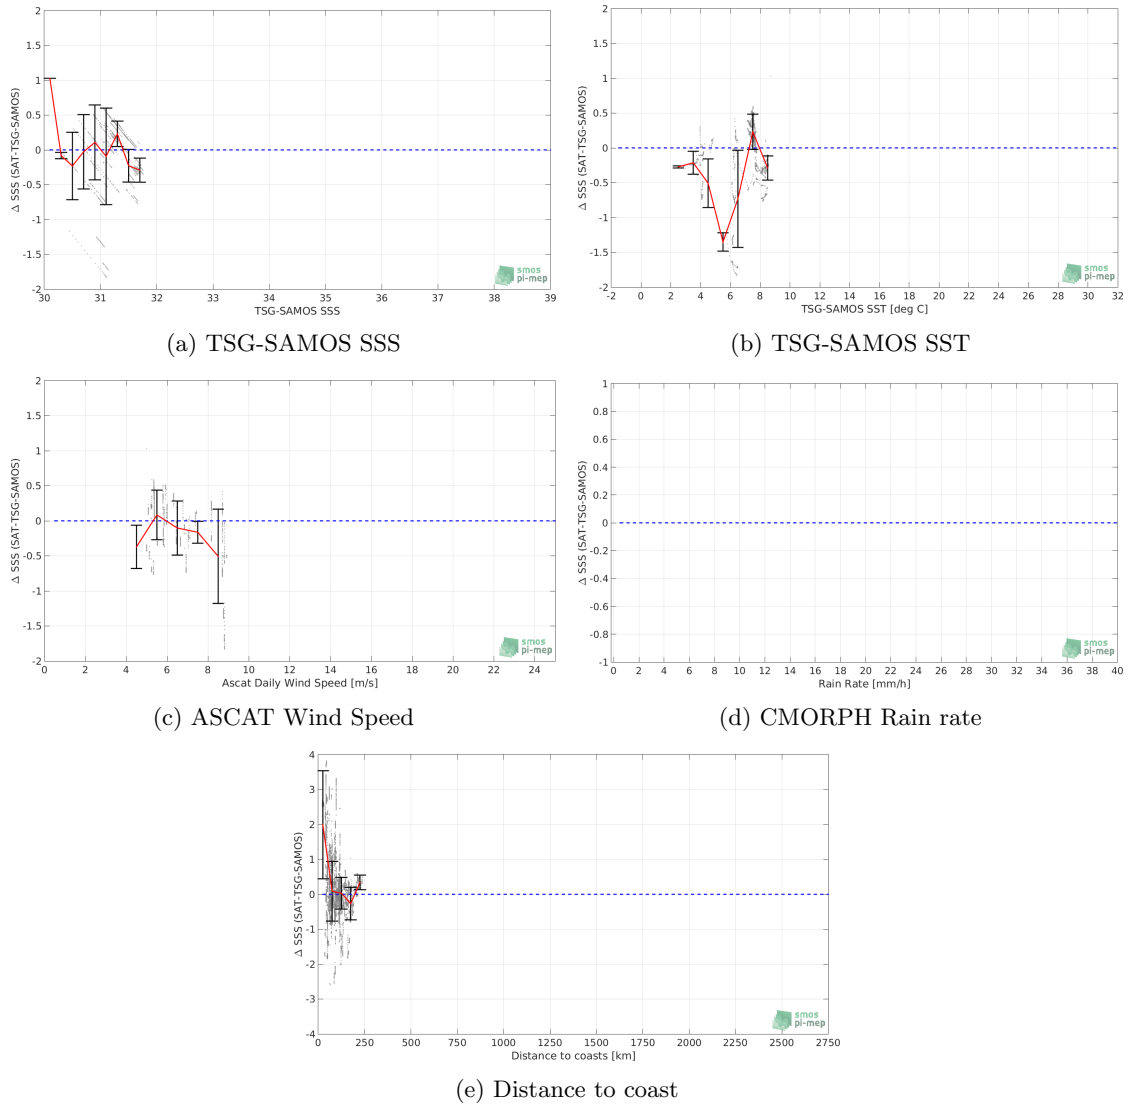 2
1.5
1
0.5
0
-0.5
-1
-1.5
-2
Δ SSS (SAT-TSG-SAMOS)
30 31 32 33 34 35 36 37 38 39
TSG-SAMOS SSS
smos
pi-mep
(a) TSG-SAMOS SSS
2
1.5
1
0.5
0
-0.5
-1
-1.5
-2
Δ SSS (SAT-TSG-SAMOS)
-2 0 2 4 6 8 10 12 14 16 18 20 22 24 26 28 30 32
TSG-SAMOS SST [deg C]
smos
pi-mep
(b) TSG-SAMOS SST
2
1.5
1
0.5
0
-0.5
-1
-1.5
-2
Δ SSS (SAT-TSG-SAMOS)
0 2 4 6 8 10 12 14 16 18 20 22 24
Ascat Daily Wind Speed [m/s]
smos
pi-mep
(c) ASCAT Wind Speed
1
0.8
0.6
0.4
0.2
0
-0.2
-0.4
-0.6
-0.8
-1
Δ SSS (SAT-TSG-SAMOS)
0 2 4 6 8 10 12 14 16 18 20 22 24 26 28 30 32 34 36 38 40
Rain Rate [mm/h]
smos
pi-mep
(d) CMORPH Rain rate
4
3
2
1
0
-1
-2
-3
-4
Δ SSS (SAT-TSG-SAMOS)
0 250 500 750 1000 1250 1500 1750 2000 2250 2500 2750
Distance to coasts [km]
smos
pi-mep
(e) Distance to coast